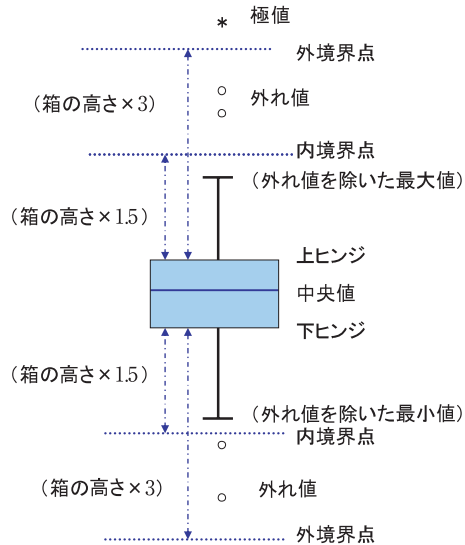 極値
外境界点
外れ値
(箱の高さ×3)
内境界点
(外れ値を除いた最大値)
(箱の高さ×1.5)
上ヒンジ
中央値
下ヒンジ
(箱の高さ×1.5)
(外れ値を除いた最小値)
内境界点
(箱の高さ×3)
外れ値
外境界点